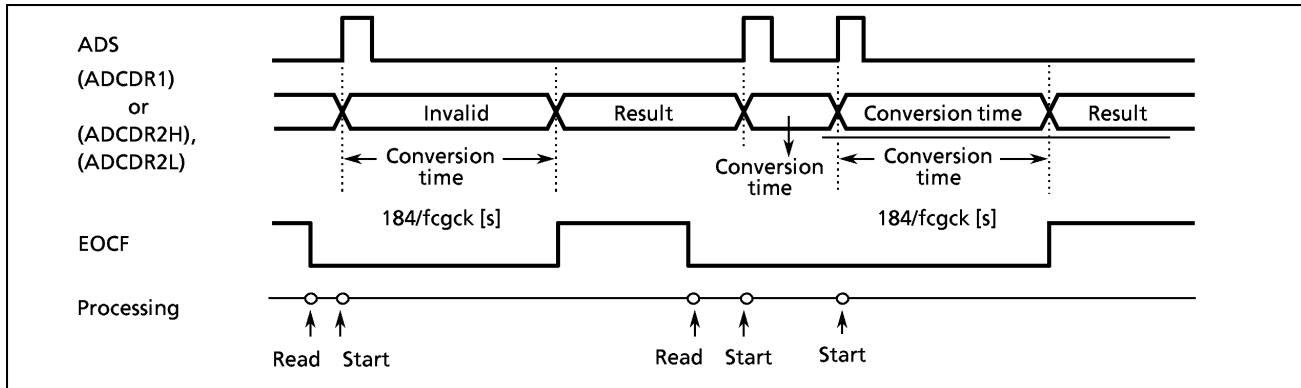 ADS
(ADCDR1)
or
(ADCDR2H),
(ADCDR2L)
Invalid
Result
Conversion time
Result
Conversion
time
Conversion
time
Conversion
time
184/fcgck [s]
184/fcgck [s]
EOCF
Processing
Read
Start
Read
Start
Start